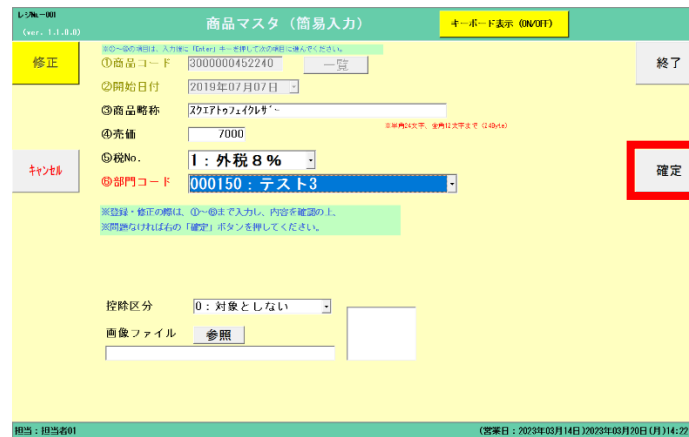 レジNo.-001
(ver. 1.1.0.0)
商品マスタ（簡易入力）
キーボード表示 (ON/OFF)
修正
※①～⑥の項目は、入力後に「Enter」キーを押して次の項目に進んでください。
①商品コード 3000000452240 一覧
終了
②開始日付 2019年07月07日
③商品略称 スクエアトゥフェイクレザー
※半角24文字、全角12文字まで (24Byte)
④売価 7000
⑤税No. 1：外税８％
キャンセル
確定
⑥部門コード 000150：テスト3
※登録・修正の際は、①～⑥まで入力し、内容を確認の上、
※問題なければ右の「確定」ボタンを押してください。
控除区分 0：対象としない
画像ファイル 参照
担当：担当者01
(営業日：2023年03月14日)2023年03月20日(月)14:22